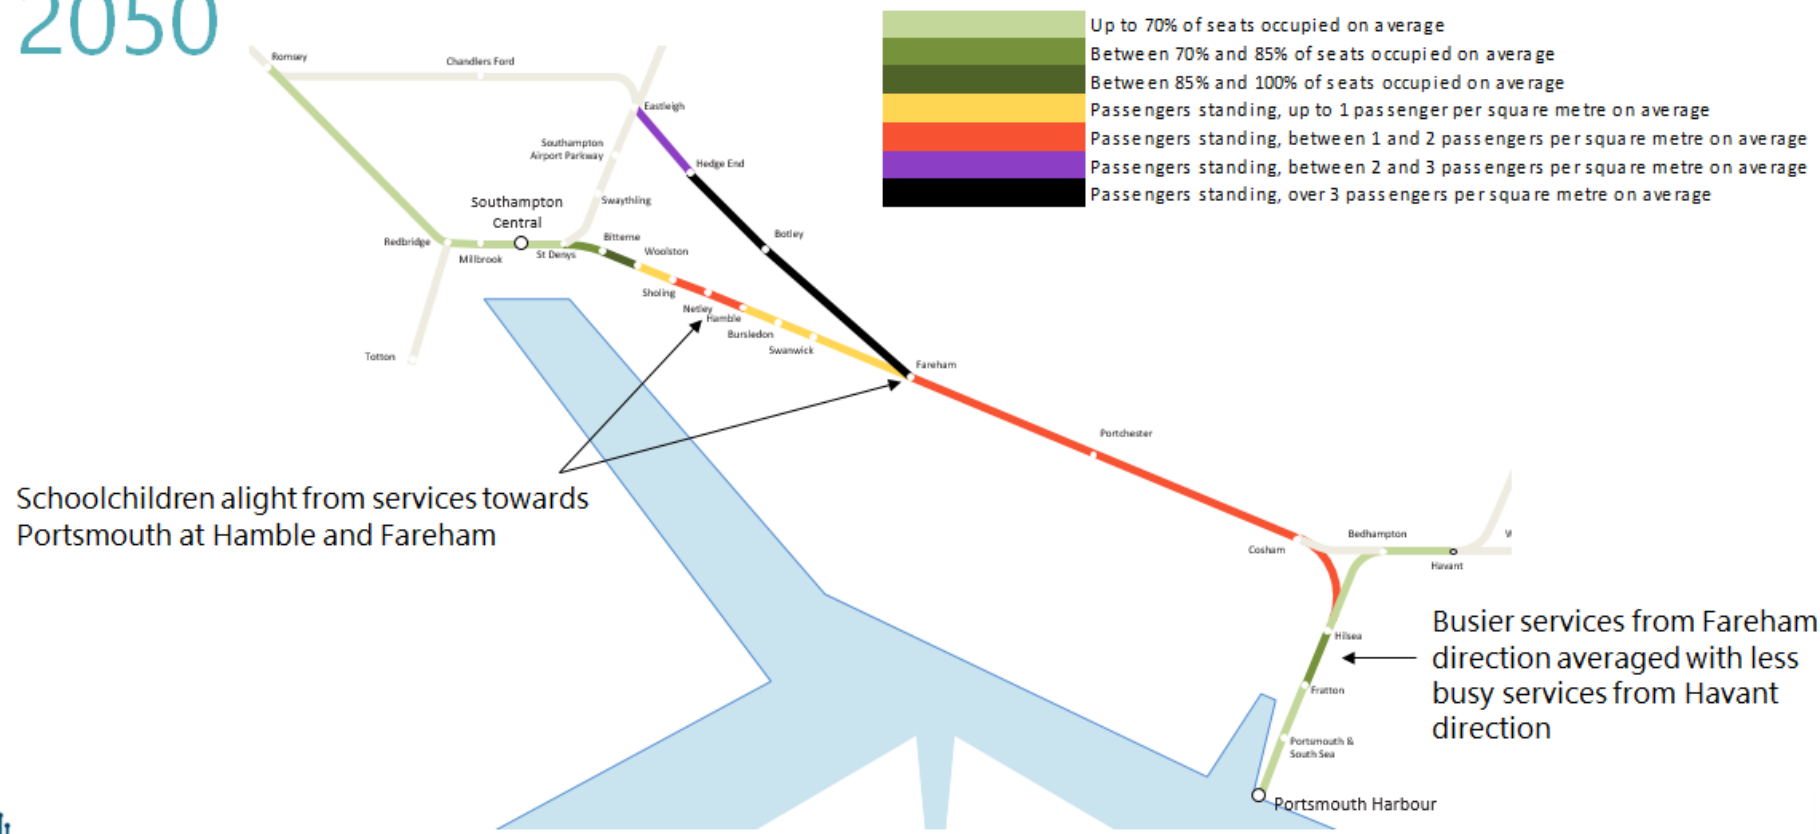 2050
Up to 70% of seats occupied on average
Between 70% and 85% of seats occupied on average
Between 85% and 100% of seats occupied on average
Passengers standing, up to 1 passenger per square metre on average
Passengers standing, between 1 and 2 passengers per square metre on average
Passengers standing, between 2 and 3 passengers per square metre on average
Passengers standing, over 3 passengers per square metre on average
Romsey
Chandlers Ford
Eastleigh
Southampton
Airport Parkway
Hedge End
Swaythling
Southampton
Central
Redbridge
Millbrook
St Denys
Bitterne
Woolston
Botley
Sholing
Netley
Hamble
Bursledon
Swanwick
Totton
Fareham
Portchester
Schoolchildren alight from services towards
Portsmouth at Hamble and Fareham
Cosham
Bedhampton
Havant
Hilsea
Busier services from Fareham
direction averaged with less
busy services from Havant
direction
Fratton
Portsmouth &
South Sea
Portsmouth Harbour